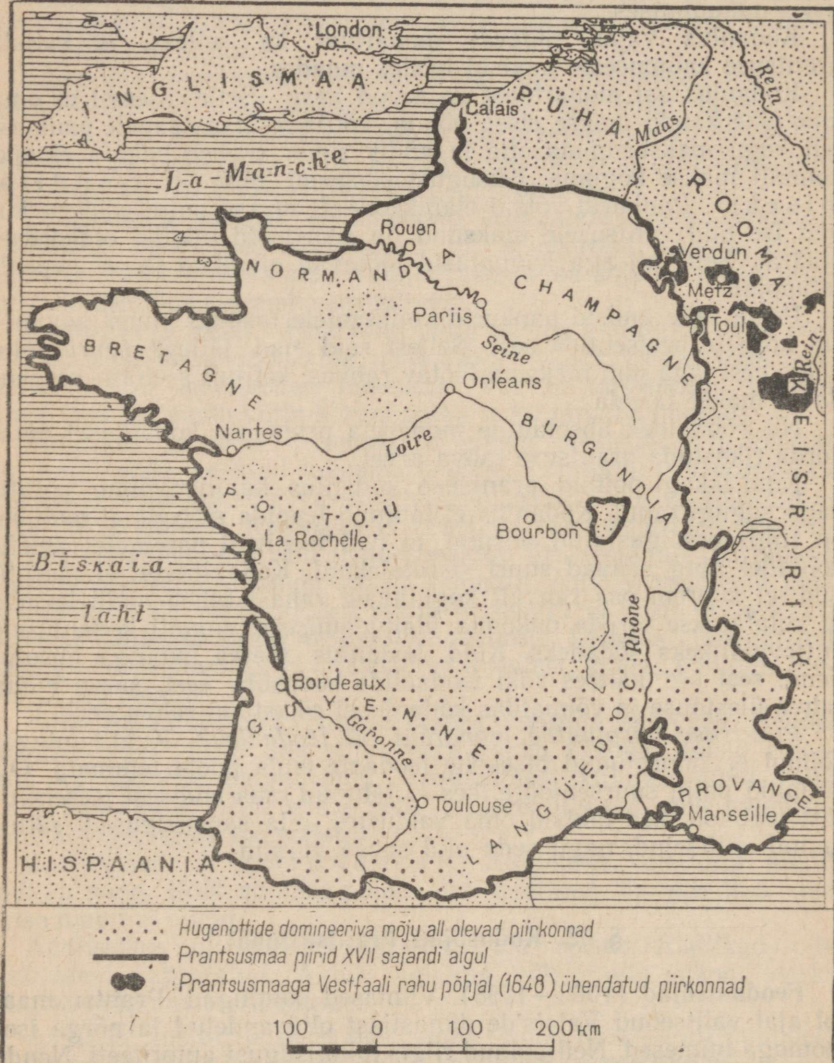 London
INGLISMAA
Calais
PÜHA
Maas
Rein
La-Manche
ROOMA
Rouen
NORMANDIA
CHAMPAGNE
Verdun
Metz
Toul
Pariis
Seine
BRETAGNE
Rein
KEISRIRIIK
Orléans
Nantes
Loire
BURGUNDIA
POITOU
La-Rochelle
Bourbon
Biskaia
laht
Rhône
Bordeaux
GUYENNE
Garonne
Toulouse
LANGUEDOC
PROVANCE
Marseille
HISPAANIA
Hugenottide domineeriva mõju all olevad piirkonnad
Prantsusmaa piirid XVII sajandi algul
Prantsusmaaga Vestfaali rahu põhjal (1648) ühendatud piirkonnad
100 0 100 200 км